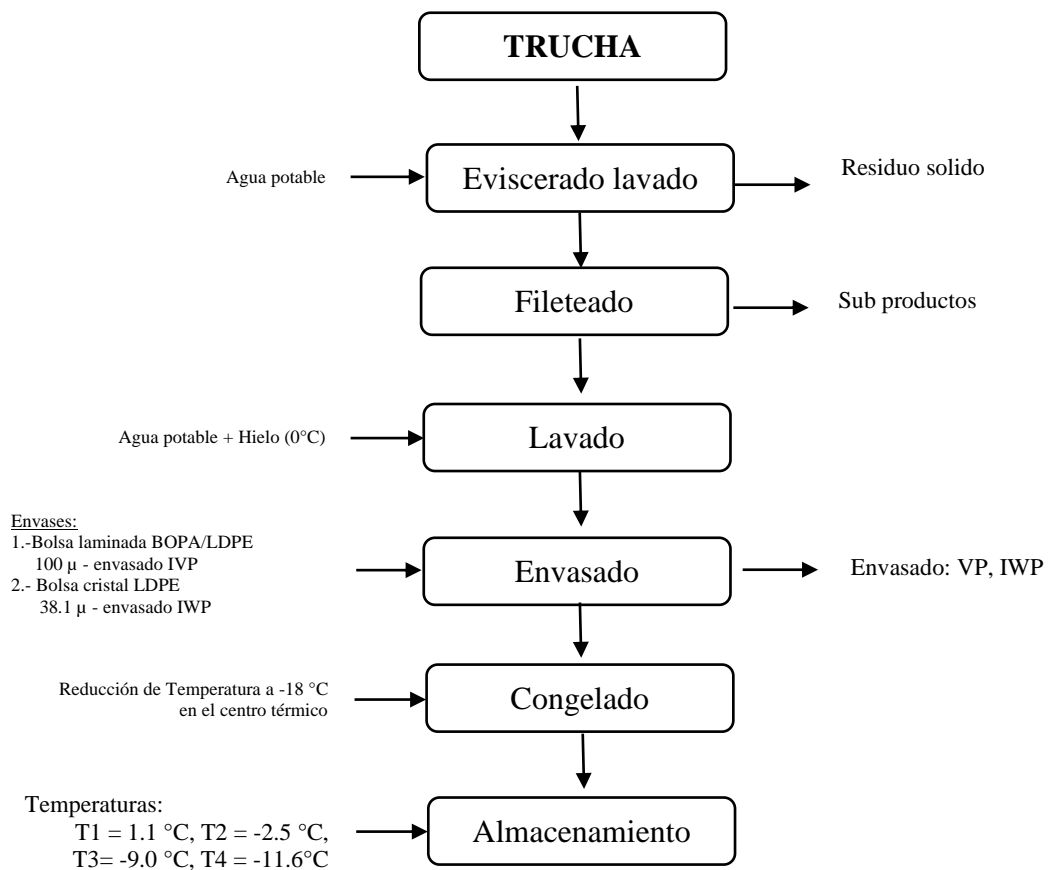 TRUCHA
Agua potable
Eviscerado lavado
Residuo solido
Fileteado
Sub productos
Agua potable + Hielo (0°C)
Lavado
Envases:
1.-Bolsa laminada BOPA/LDPE
100 µ - envasado IVP
2.- Bolsa cristal LDPE
38.1 µ - envasado IWP
Envasado
Envasado: VP, IWP
Reducción de Temperatura a -18 °C
en el centro térmico
Congelado
Temperaturas:
T1 = 1.1 °C, T2 = -2.5 °C,
T3= -9.0 °C, T4 = -11.6°C
Almacenamiento